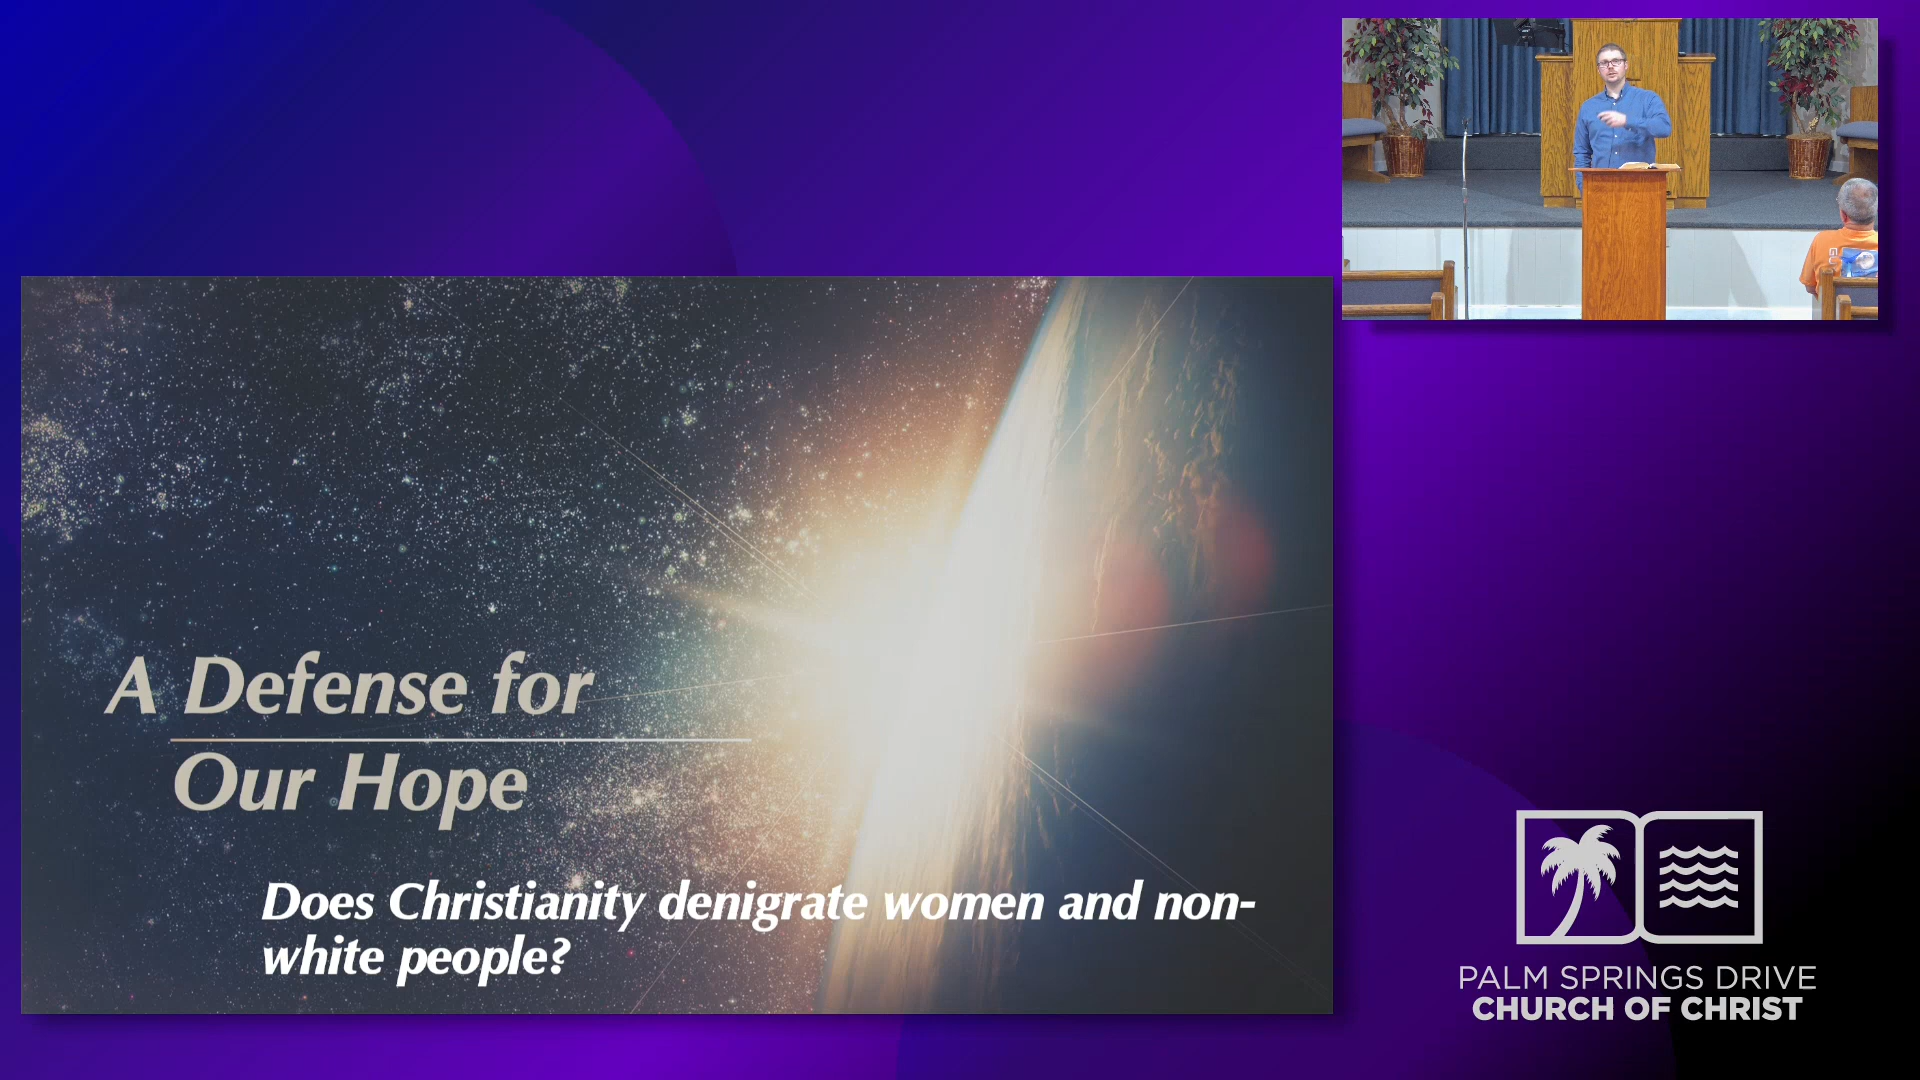 A Defense for
Our Hope
Does Christianity denigrate women and non-
white people?
PALM SPRINGS DRIVE
CHURCH OF CHRIST